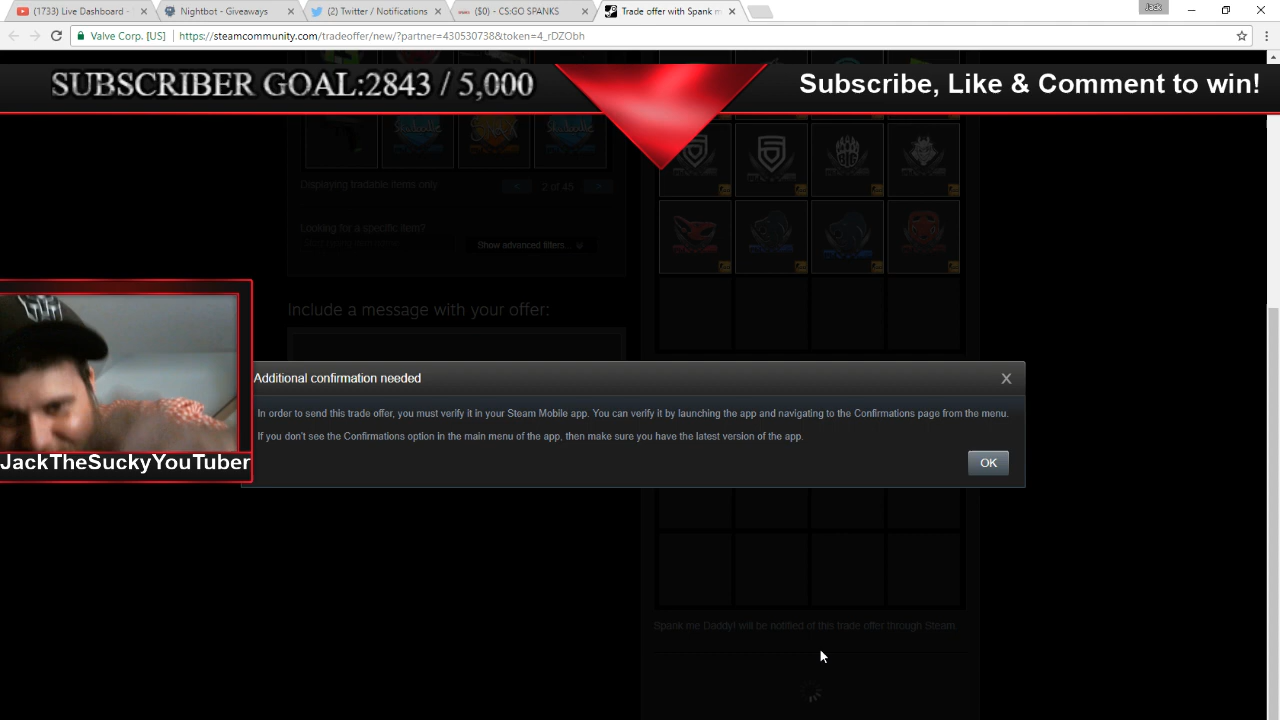 (1733) Live Dashboard -
Nightbot - Giveaways
(2) Twitter / Notifications
($0) - CS:GO SPANKS
Trade offer with Spank m
Jack
Valve Corp. [US]
https://steamcommunity.com/tradeoffer/new/?partner=430530738&token=4_rDZObh
SUBSCRIBER GOAL:2843 / 5,000
Subscribe, Like & Comment to win!
Displaying tradable items only
< 2 of 45 >
Looking for a specific item?
Show advanced filters...
Include a message with your offer:
Additional confirmation needed
X
In order to send this trade offer, you must verify it in your Steam Mobile app. You can verify it by launching the app and navigating to the Confirmations page from the menu.
If you don't see the Confirmations option in the main menu of the app, then make sure you have the latest version of the app.
OK
JackTheSuckyYouTuber
Spank me Daddy! will be notified of this trade offer through Steam.